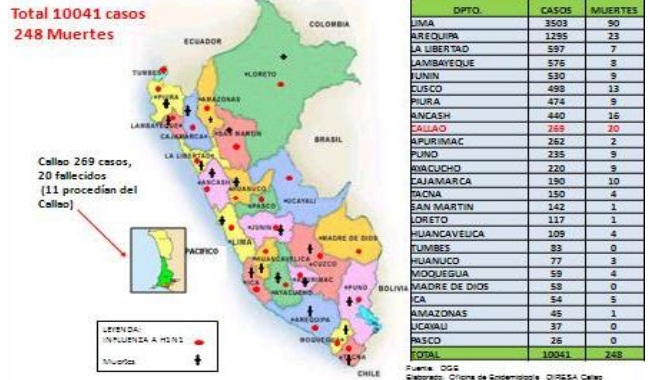 Total 10041 casos
248 Muertes
COLOMBIA
ECUADOR
TUMBES
LORETO
PIURA
AMAZONAS
LAMBAYEQUE
CAJAMARCA
SAN MARTIN
BRASIL
LA LIBERTAD
ANCASH
HUANUCO
UCAYALI
PASCO
JUNIN
LIMA
MADRE DE DIOS
PACIFICO
HUANCAVELICA
CUZCO
ICA
APURIMAC
AYACUCHO
PUNO
BOLIVIA
AREQUIPA
MOQUEGUA
TACNA
CHILE
Callao 269 casos,
20 fallecidos
(11 procedían del
Callao)
LEYENDA:
INFLUENZA A H1N1
Muertes
DPTO. CASOS MUERTES
LIMA 3503 90
AREQUIPA 1295 23
LA LIBERTAD 597 7
LAMBAYEQUE 576 8
JUNIN 530 9
CUSCO 498 13
PIURA 474 9
ANCASH 440 16
CALLAO 269 20
APURIMAC 262 2
PUNO 235 9
AYACUCHO 220 9
CAJAMARCA 190 10
TACNA 150 4
SAN MARTIN 142 1
LORETO 117 1
HUANCAVELICA 109 4
TUMBES 83 0
HUANUCO 77 3
MOQUEGUA 59 4
MADRE DE DIOS 58 0
ICA 54 5
AMAZONAS 45 1
UCAYALI 37 0
PASCO 26 0
TOTAL 10041 248
Fuente: OGE
Elaborado: Oficina de Epidemiología DIRESA Callao